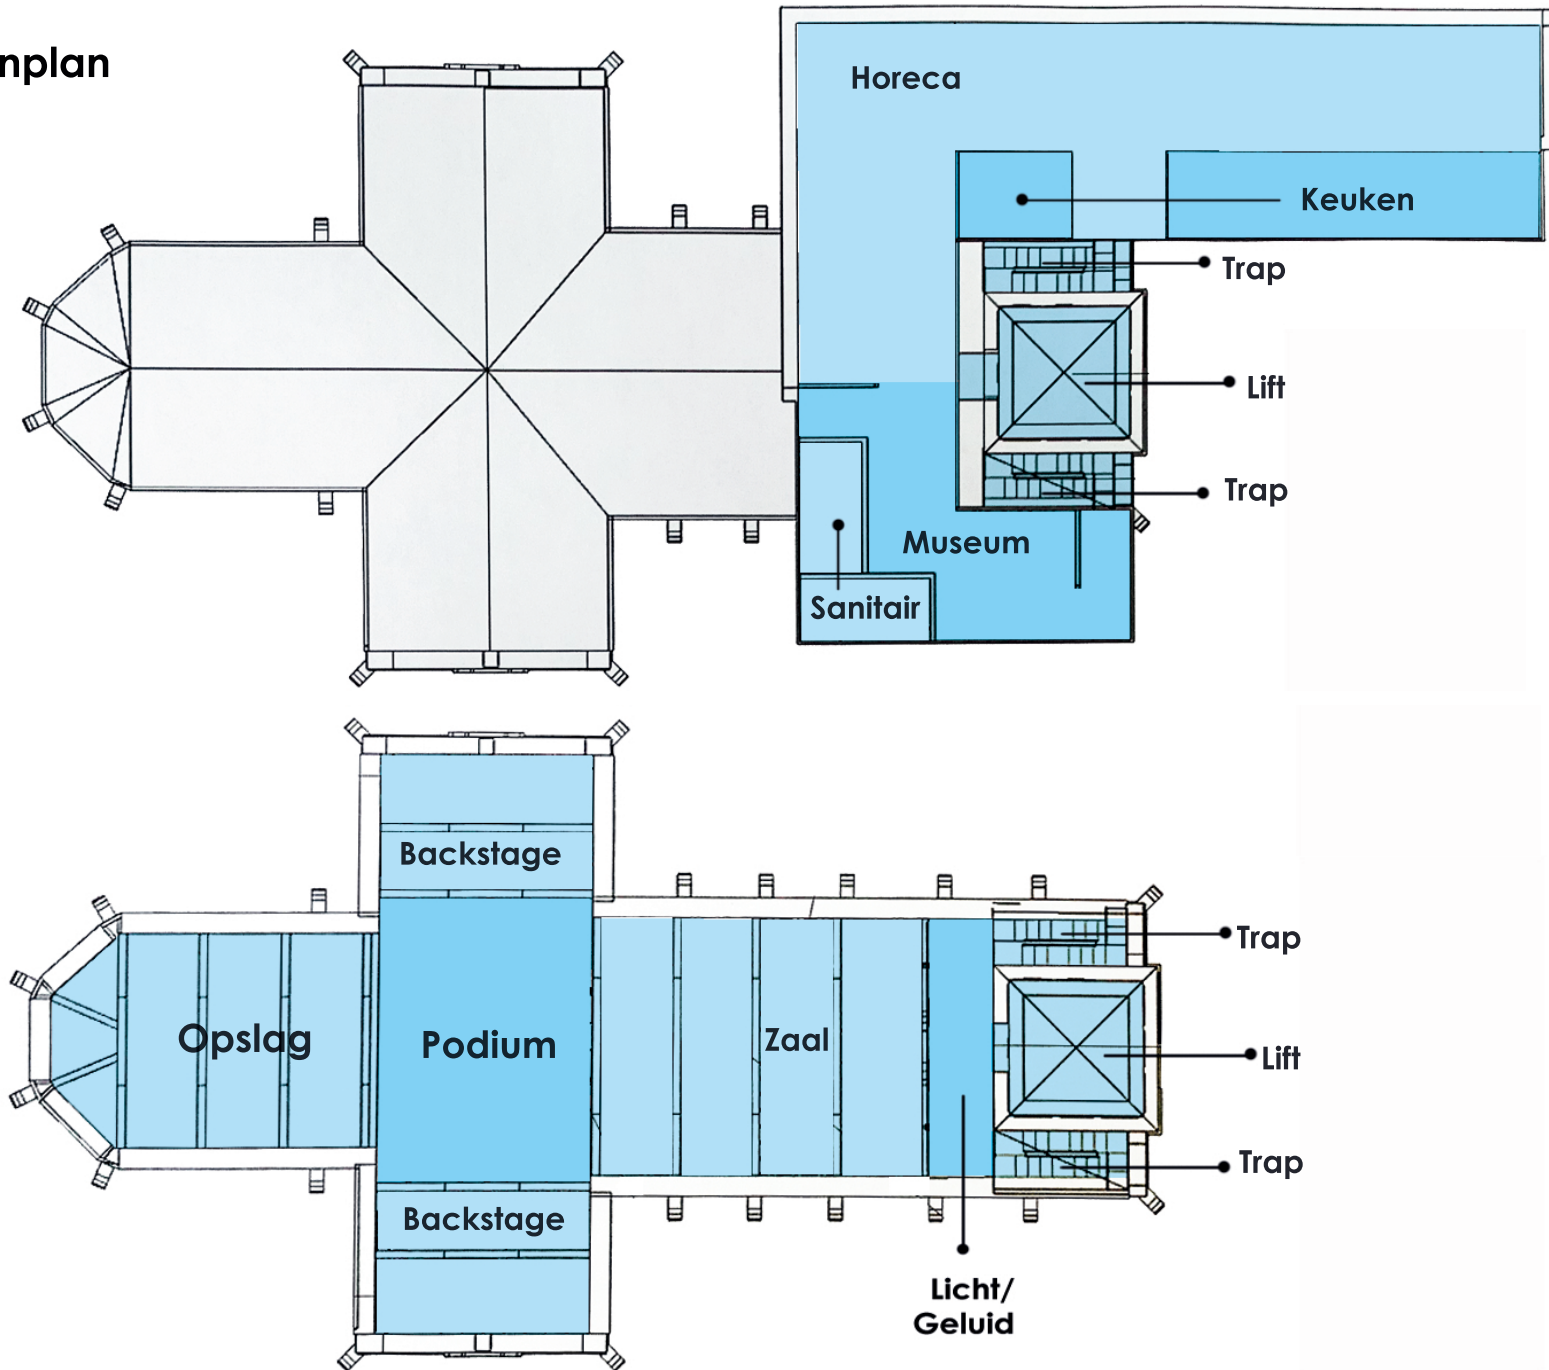 nplan
Horeca
Keuken
Trap
Lift
Trap
Museum
Sanitair
Backstage
Trap
Opslag
Podium
Zaal
Lift
Trap
Backstage
Licht/
Geluid